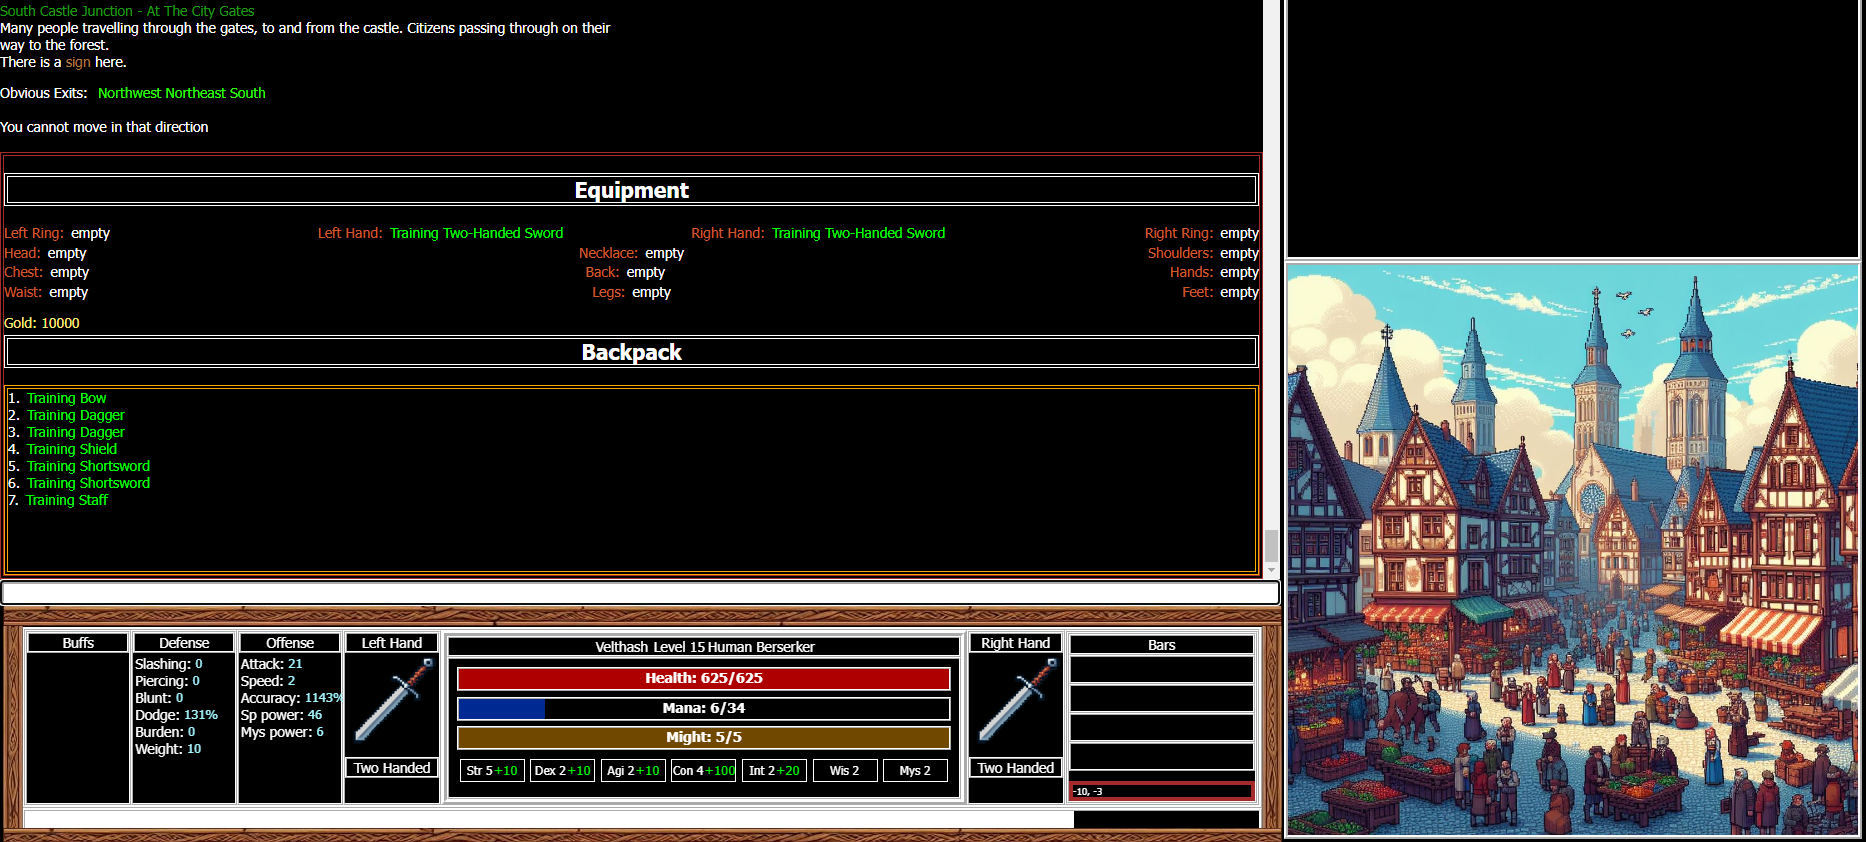 South Castle Junction - At The City Gates
Many people travelling through the gates, to and from the castle. Citizens passing through on their
way to the forest.
There is a sign here.
Obvious Exits: Northwest Northeast South
You cannot move in that direction
Equipment
Left Ring: empty Left Hand: Training Two-Handed Sword Right Hand: Training Two-Handed Sword Right Ring: empty
Head: empty Necklace: empty Shoulders: empty
Chest: empty Back: empty Hands: empty
Waist: empty Legs: empty Feet: empty
Gold: 10000
Backpack
1. Training Bow
2. Training Dagger
3. Training Dagger
4. Training Shield
5. Training Shortsword
6. Training Shortsword
7. Training Staff
Buffs
Defense
Slashing: 0
Piercing: 0
Blunt: 0
Dodge: 131%
Burden: 0
Weight: 10
Offense
Attack: 21
Speed: 2
Accuracy: 1143%
Sp power: 46
Mys power: 6
Left Hand
Two Handed
Velthash Level 15 Human Berserker
Health: 625/625
Mana: 6/34
Might: 5/5
Str 5+10 Dex 2+10 Agi 2+10 Con 4+100 Int 2+20 Wis 2 Mys 2
Right Hand
Two Handed
Bars
-10, -3